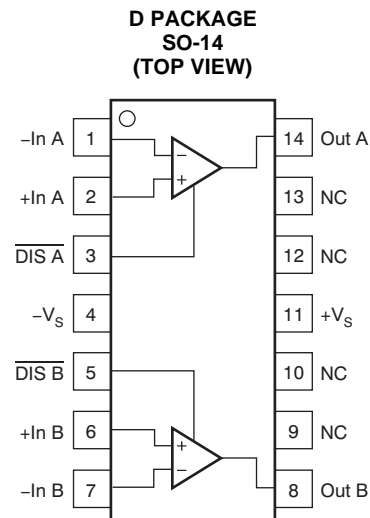 D PACKAGE
SO-14
(TOP VIEW)
–In A 1 14 Out A
+In A 2 13 NC
DIS A 3 12 NC
–VS 4 11 +VS
DIS B 5 10 NC
+In B 6 9 NC
–In B 7 8 Out B
–
+
+
–